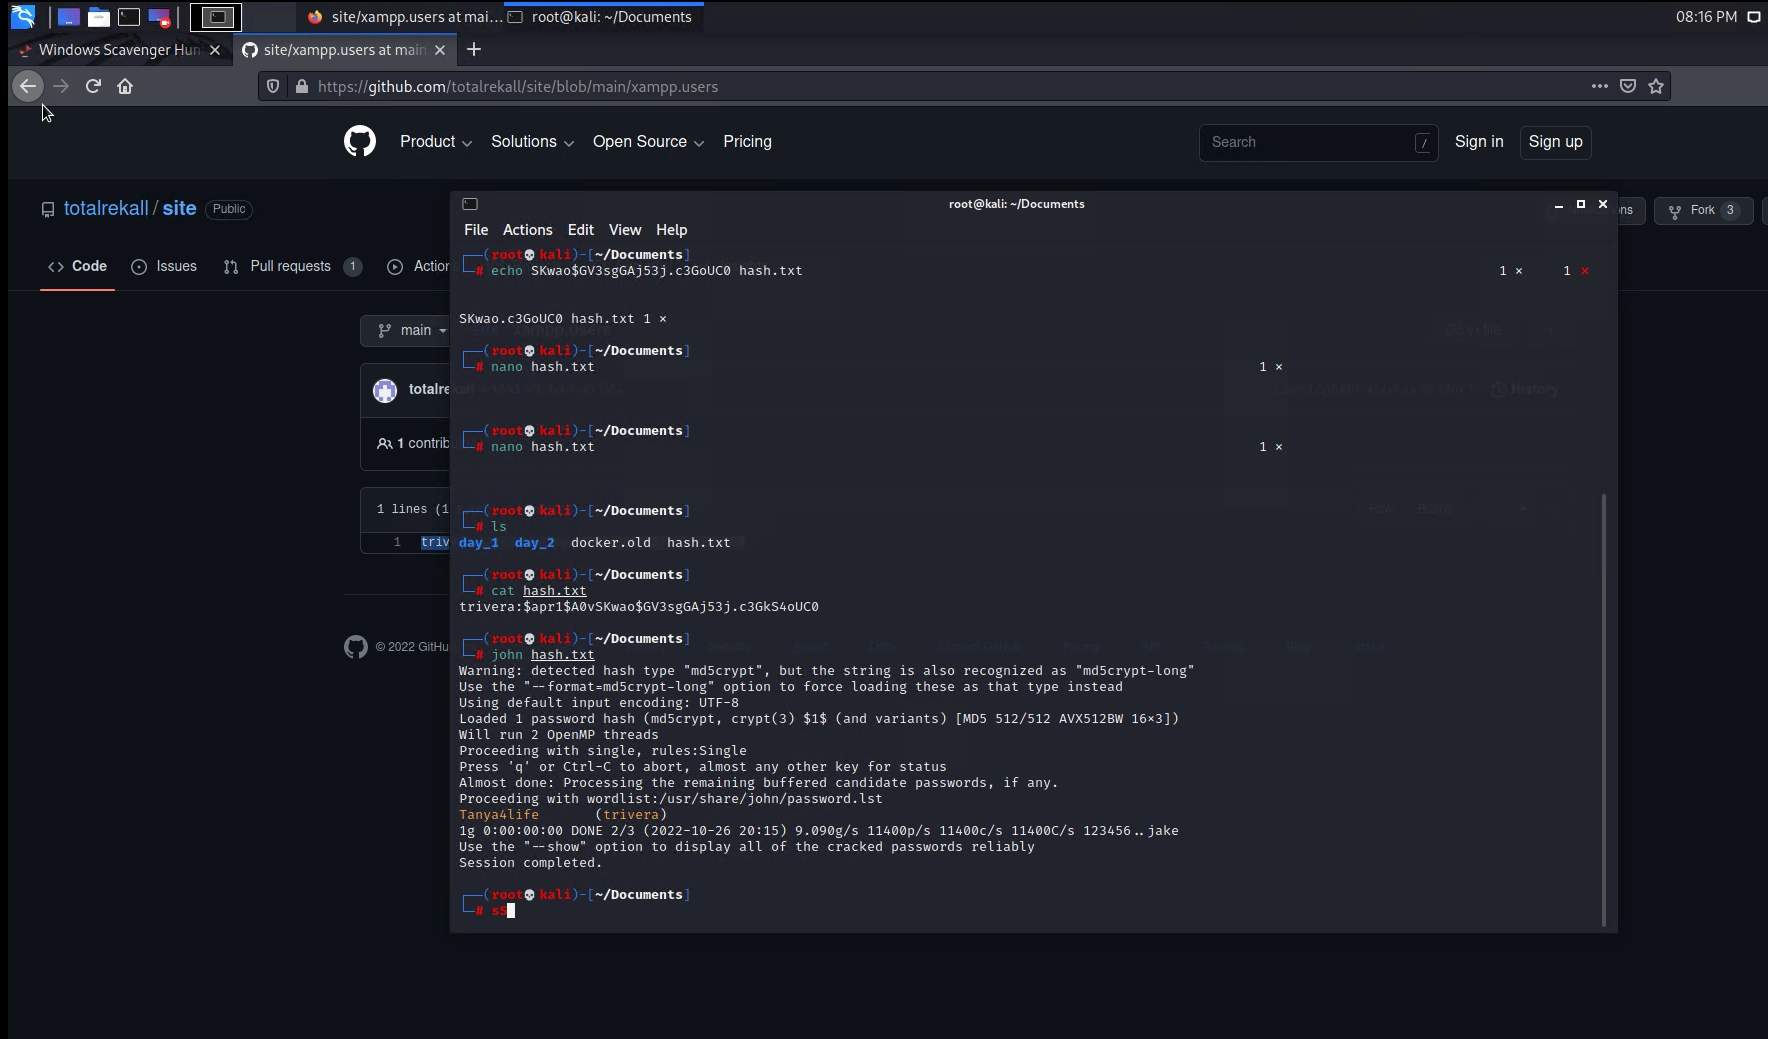 site/xampp.users at mai…
root@kali: ~/Documents
08:16 PM
Windows Scavenger Hun
site/xampp.users at main
https://github.com/totalrekall/site/blob/main/xampp.users
Product
Solutions
Open Source
Pricing
Search
/
Sign in
Sign up
totalrekall / site
Public
ns
Fork 3
Code
Issues
Pull requests 1
Action
main
xampp.users
Go to file
totalre
History
1 contrib
1 lines (1
Raw
Blame
1 triv
© 2022 GitHu
root@kali: ~/Documents
File Actions Edit View Help
(root💀kali)-[~/Documents]
# echo SKwao$GV3sgGAj53j.c3GoUC0 hash.txt 1 × 1 ×
SKwao.c3GoUC0 hash.txt 1 ×
(root💀kali)-[~/Documents]
# nano hash.txt 1 ×
(root💀kali)-[~/Documents]
# nano hash.txt 1 ×
(root💀kali)-[~/Documents]
# ls
day_1 day_2 docker.old hash.txt
(root💀kali)-[~/Documents]
# cat hash.txt
trivera:$apr1$A0vSKwao$GV3sgGAj53j.c3GkS4oUC0
(root💀kali)-[~/Documents]
# john hash.txt
Warning: detected hash type "md5crypt", but the string is also recognized as "md5crypt-long"
Use the "--format=md5crypt-long" option to force loading these as that type instead
Using default input encoding: UTF-8
Loaded 1 password hash (md5crypt, crypt(3) $1$ (and variants) [MD5 512/512 AVX512BW 16×3])
Will run 2 OpenMP threads
Proceeding with single, rules:Single
Press 'q' or Ctrl-C to abort, almost any other key for status
Almost done: Processing the remaining buffered candidate passwords, if any.
Proceeding with wordlist:/usr/share/john/password.lst
Tanya4life (trivera)
1g 0:00:00:00 DONE 2/3 (2022-10-26 20:15) 9.090g/s 11400p/s 11400c/s 11400C/s 123456..jake
Use the "--show" option to display all of the cracked passwords reliably
Session completed.
(root💀kali)-[~/Documents]
# sS